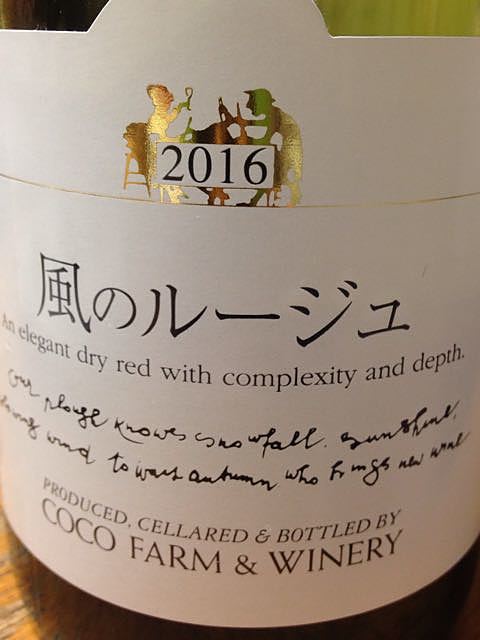 2016
風のルージュ
An elegant dry red with complexity and depth.
our plough knows snowfall. sunshine,
wind to wait autumn who brings new wine
PRODUCED, CELLARED & BOTTLED BY
COCO FARM & WINERY